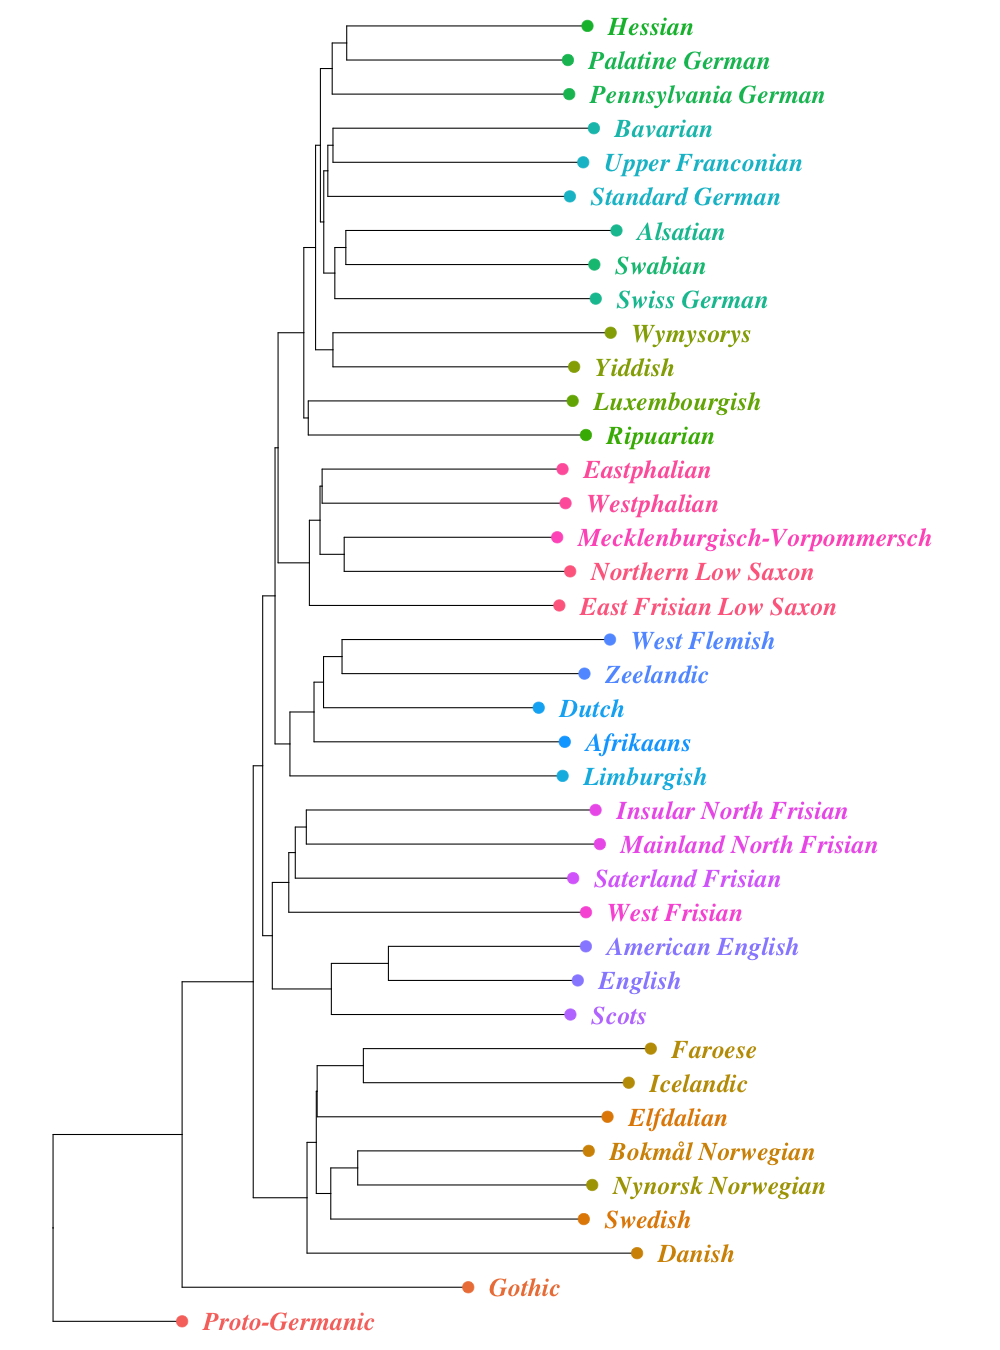 Hessian
Palatine German
Pennsylvania German
Bavarian
Upper Franconian
Standard German
Alsatian
Swabian
Swiss German
Wymysorys
Yiddish
Luxembourgish
Ripuarian
Eastphalian
Westphalian
Mecklenburgisch-Vorpommersch
Northern Low Saxon
East Frisian Low Saxon
West Flemish
Zeelandic
Dutch
Afrikaans
Limburgish
Insular North Frisian
Mainland North Frisian
Saterland Frisian
West Frisian
American English
English
Scots
Faroese
Icelandic
Elfdalian
Bokmål Norwegian
Nynorsk Norwegian
Swedish
Danish
Gothic
Proto-Germanic